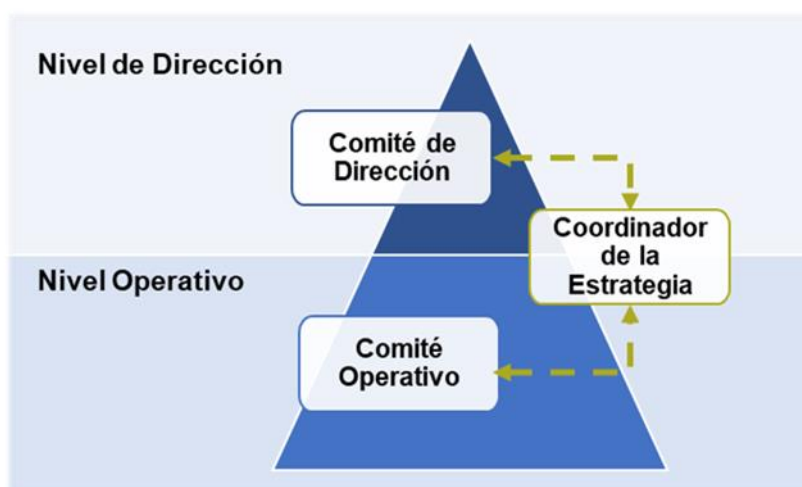 Nivel de Dirección
Comité de
Dirección
Coordinador
de la
Estrategia
Nivel Operativo
Comité
Operativo